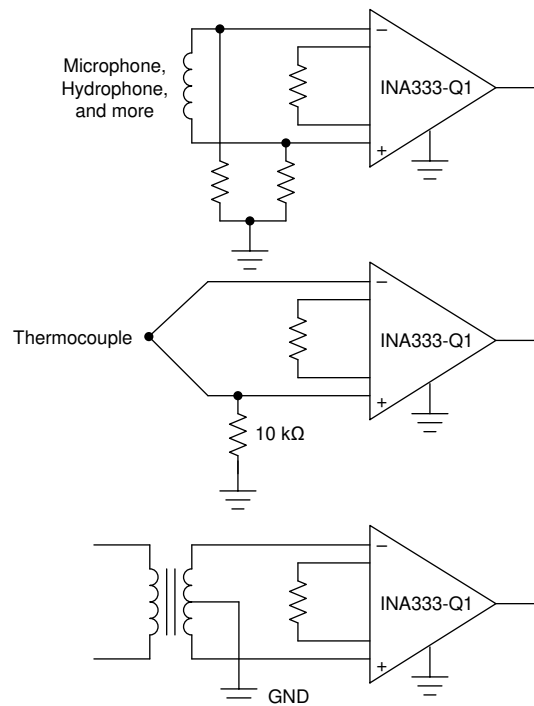 Microphone,
Hydrophone,
and more
−
INA333-Q1
+
Thermocouple
−
INA333-Q1
+
10 kΩ
−
INA333-Q1
+
GND